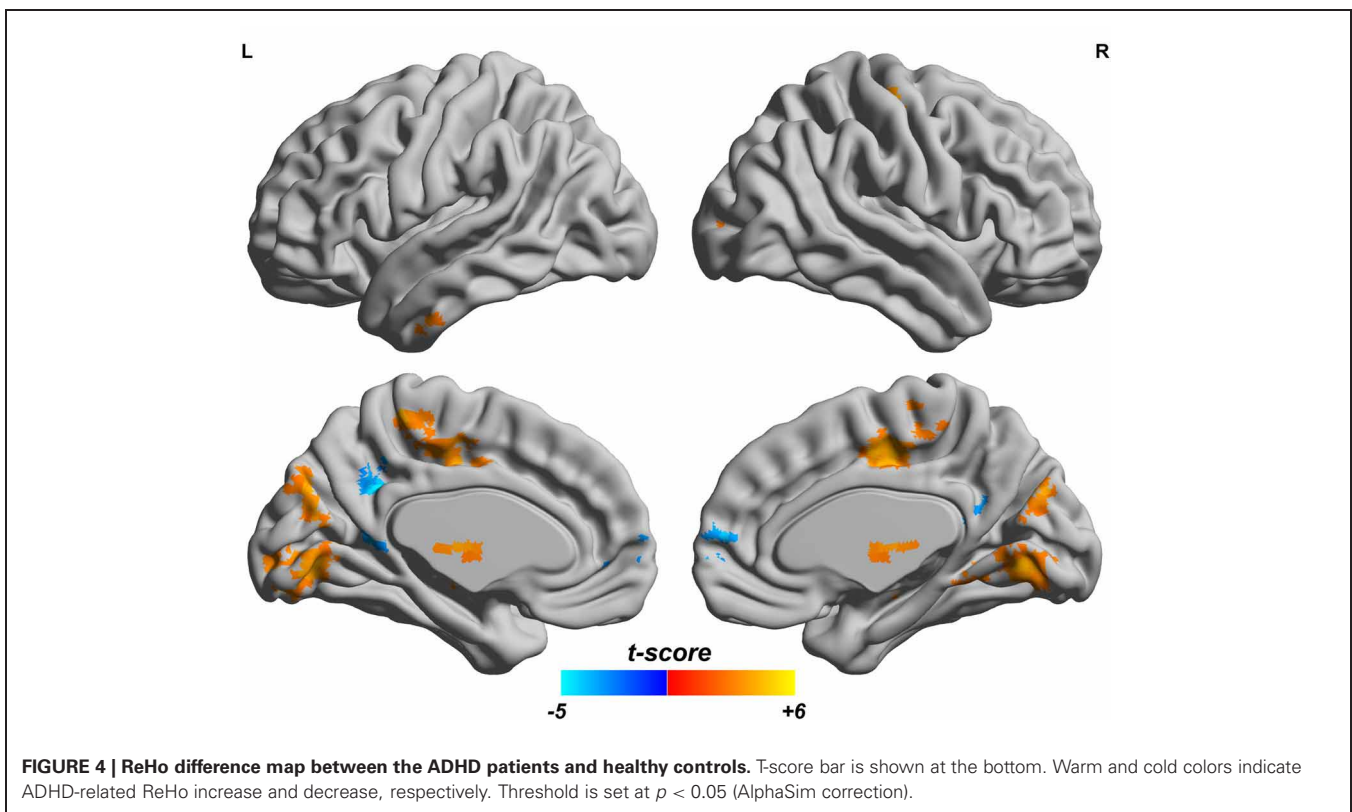 L
R
t-score
-5
+6
FIGURE 4 | ReHo difference map between the ADHD patients and healthy controls. T-score bar is shown at the bottom. Warm and cold colors indicate
ADHD-related ReHo increase and decrease, respectively. Threshold is set at p < 0.05 (AlphaSim correction).